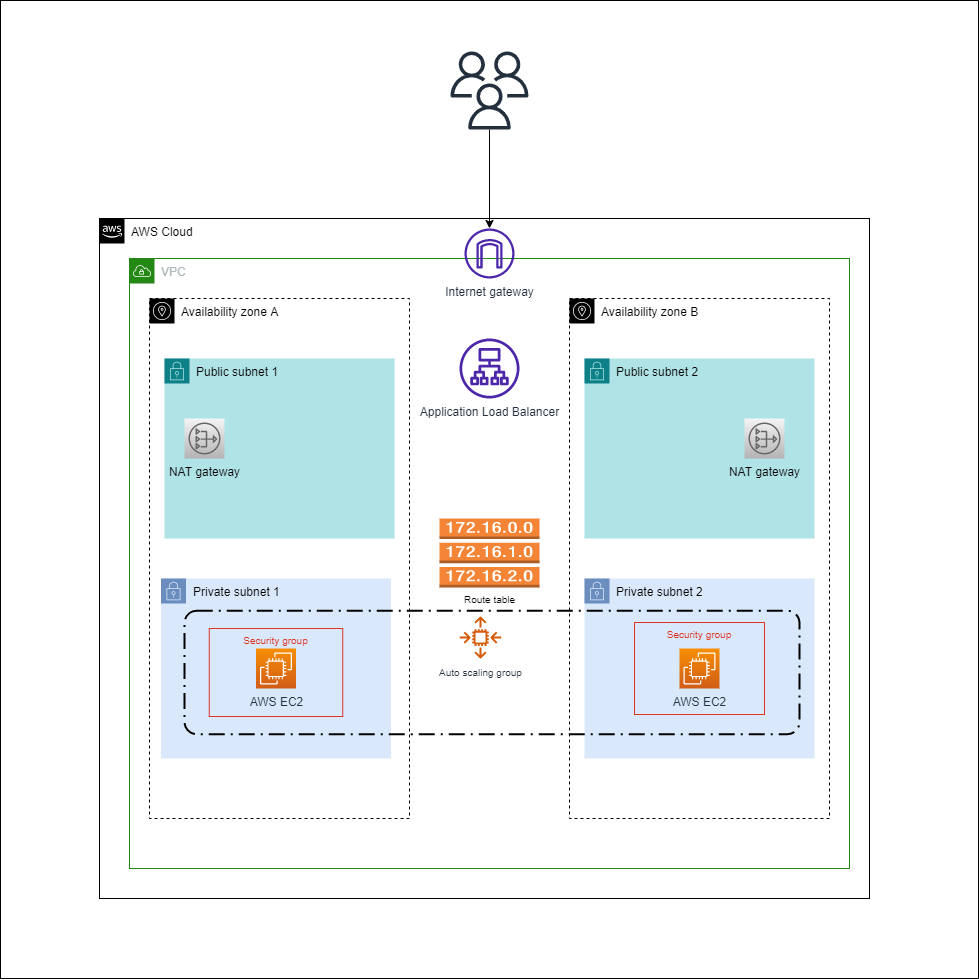 aws
AWS Cloud
VPC
Internet gateway
Availability zone A
Availability zone B
Public subnet 1
Public subnet 2
Application Load Balancer
NAT gateway
NAT gateway
172.16.0.0
172.16.1.0
172.16.2.0
Route table
Private subnet 1
Private subnet 2
Security group
Security group
Auto scaling group
AWS EC2
AWS EC2